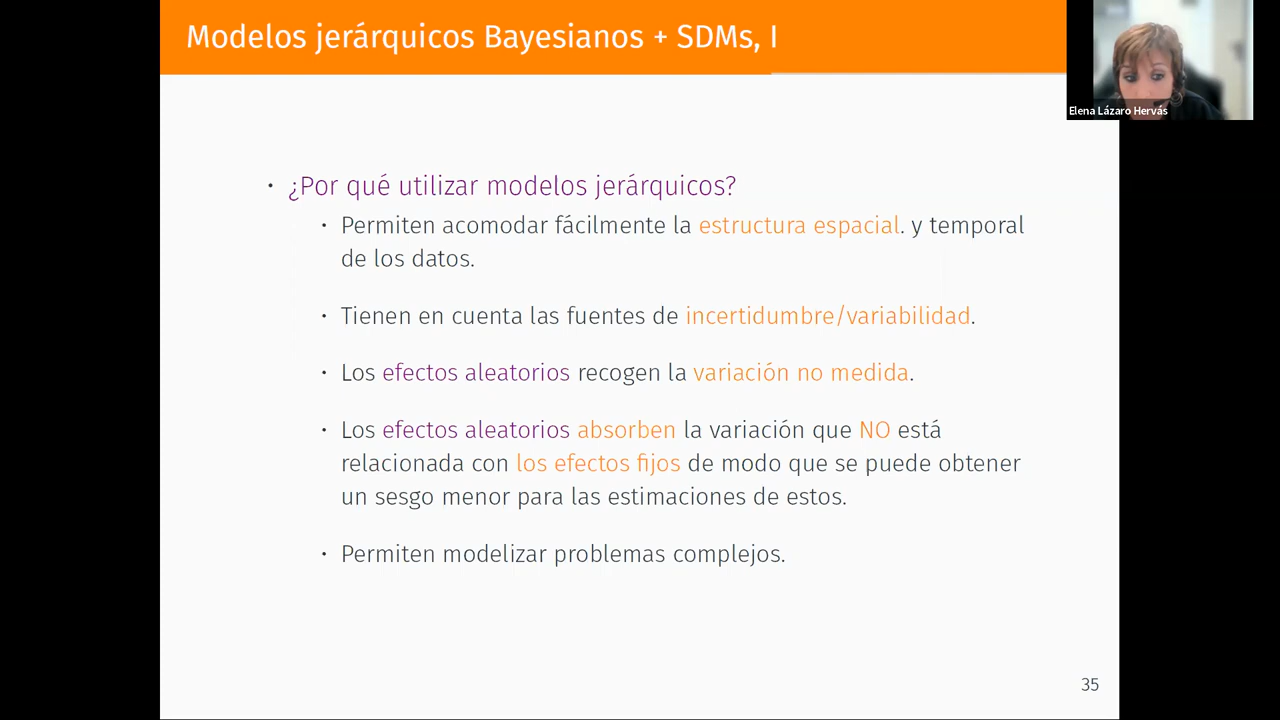 Modelos jerárquicos Bayesianos + SDMs, I
Elena Lázaro Hervás
• ¿Por qué utilizar modelos jerárquicos?
• Permiten acomodar fácilmente la estructura espacial. y temporal
de los datos.
• Tienen en cuenta las fuentes de incertidumbre/variabilidad.
• Los efectos aleatorios recogen la variación no medida.
• Los efectos aleatorios absorben la variación que NO está
relacionada con los efectos fijos de modo que se puede obtener
un sesgo menor para las estimaciones de estos.
• Permiten modelizar problemas complejos.
35